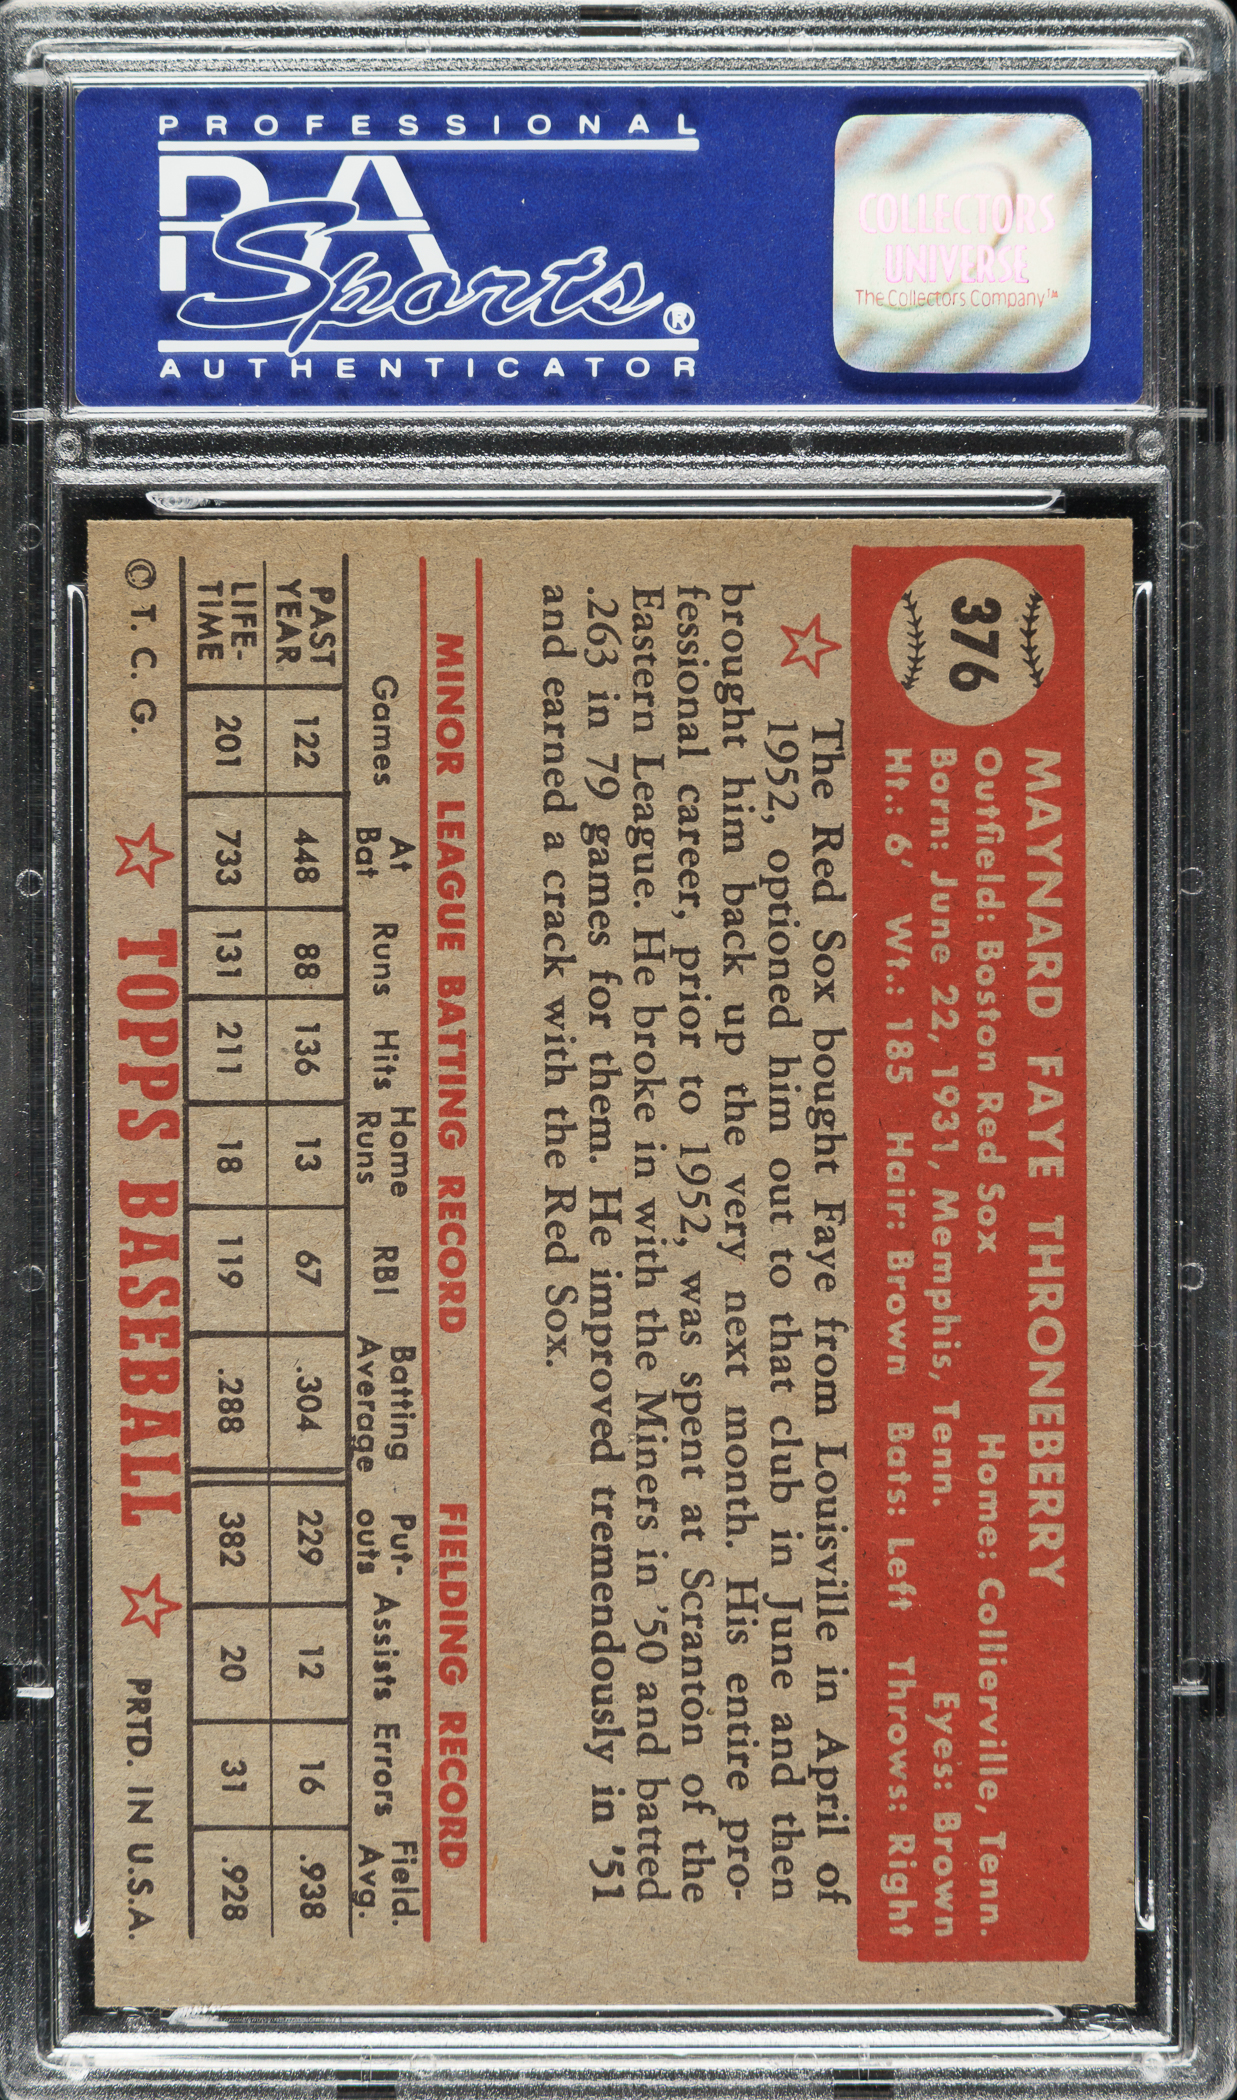 PROFESSIONAL
PSA
Sports®
AUTHENTICATOR
COLLECTORS
UNIVERSE
The Collectors Company™
376
MAYNARD FAYE THRONEBERRY
Outfield: Boston Red Sox Home: Collierville, Tenn.
Born: June 22, 1931, Memphis, Tenn. Eyes: Brown
Ht.: 6' Wt.: 185 Hair: Brown Bats: Left Throws: Right
The Red Sox bought Faye from Louisville in April of
1952, optioned him out to that club in June and then
brought him back up the very next month. His entire pro-
fessional career, prior to 1952, was spent at Scranton of the
Eastern League. He broke in with the Miners in '50 and batted
.263 in 79 games for them. He improved tremendously in '51
and earned a crack with the Red Sox.
MINOR LEAGUE BATTING RECORD FIELDING RECORD
Games At Bat Runs Hits Home Runs RBI Batting Average Put-outs Assists Errors Field. Avg.
PAST YEAR 122 448 88 136 13 67 .304 229 12 16 .938
LIFE-TIME 201 733 131 211 18 119 .288 382 20 31 .928
© T. C. G. TOPPS BASEBALL PRTD. IN U.S.A.